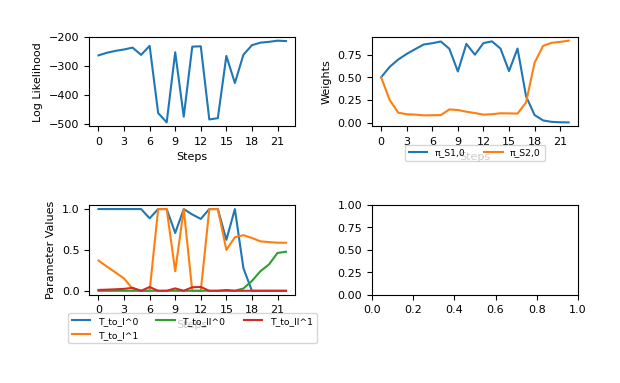 Log Likelihood
−200
−300
−400
−500
0 3 6 9 12 15 18 21
Steps
Weights
0.75
0.50
0.25
0.00
0 3 6 9 12 15 18 21
Steps
π_S1,0 π_S2,0
Parameter Values
1.0
0.5
0.0
0 3 6 9 12 15 18 21
Steps
T_to_I^0 T_to_II^0 T_to_II^1
T_to_I^1
1.00
0.75
0.50
0.25
0.00
0.0 0.2 0.4 0.6 0.8 1.0